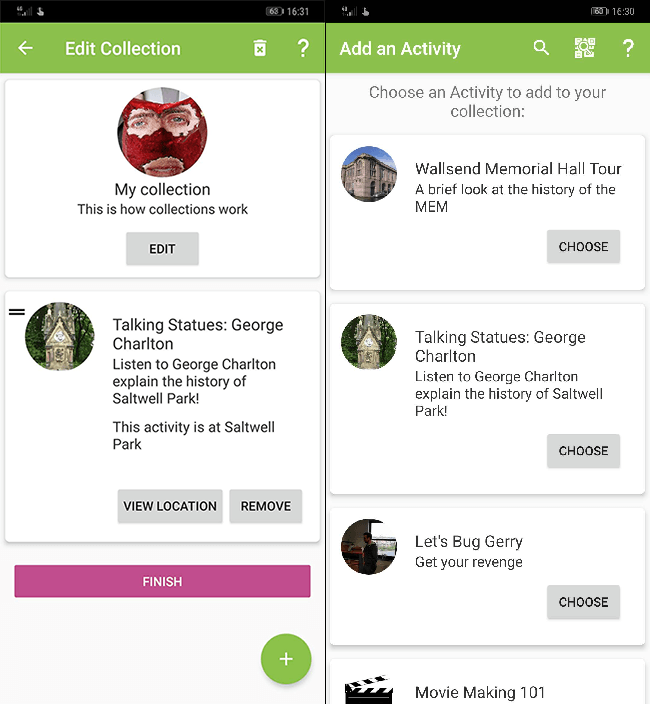 63 16:31
Edit Collection
?
My collection
This is how collections work
EDIT
Talking Statues: George
Charlton
Listen to George Charlton
explain the history of
Saltwell Park!
This activity is at Saltwell
Park
VIEW LOCATION
REMOVE
FINISH
+
60 16:30
Add an Activity
?
Choose an Activity to add to your
collection:
Wallsend Memorial Hall Tour
A brief look at the history of the
MEM
CHOOSE
Talking Statues: George
Charlton
Listen to George Charlton
explain the history of Saltwell
Park!
CHOOSE
Let's Bug Gerry
Get your revenge
CHOOSE
Movie Making 101